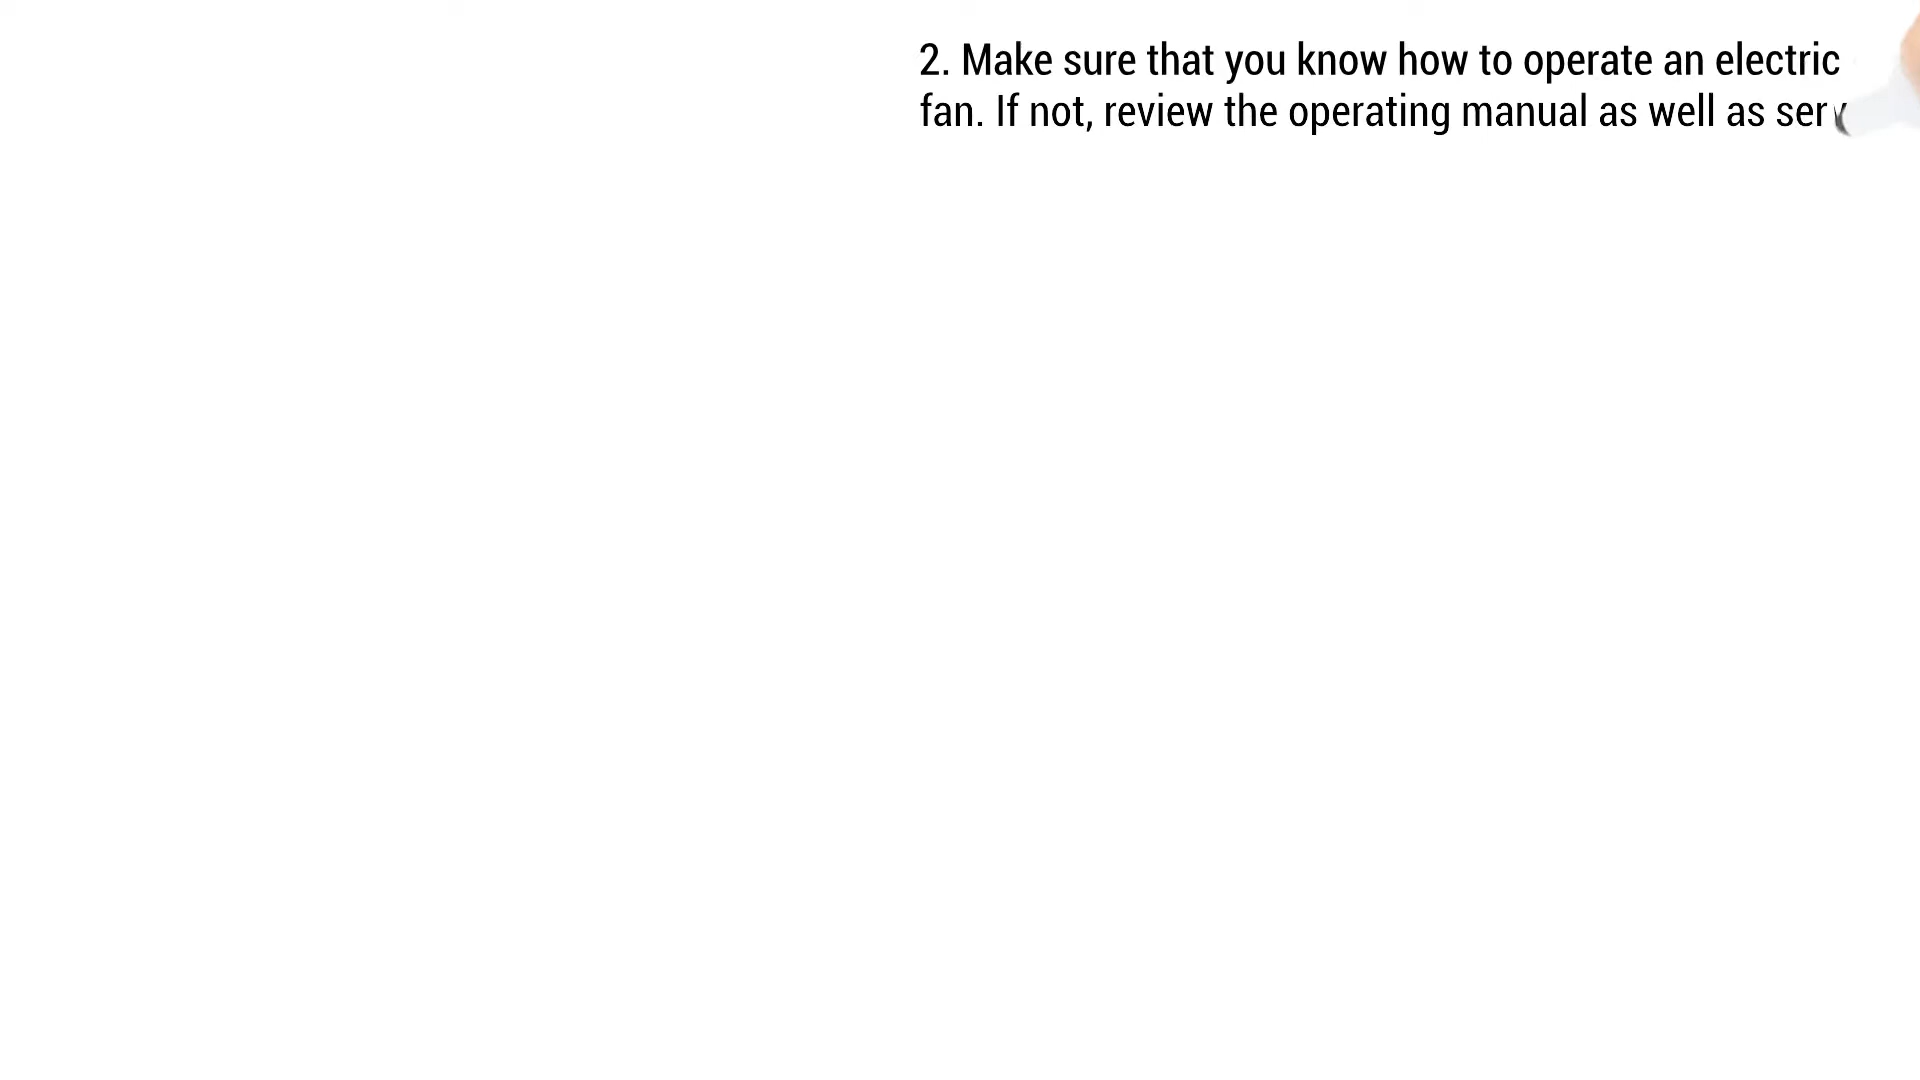 2. Make sure that you know how to operate an electric
fan. If not, review the operating manual as well as